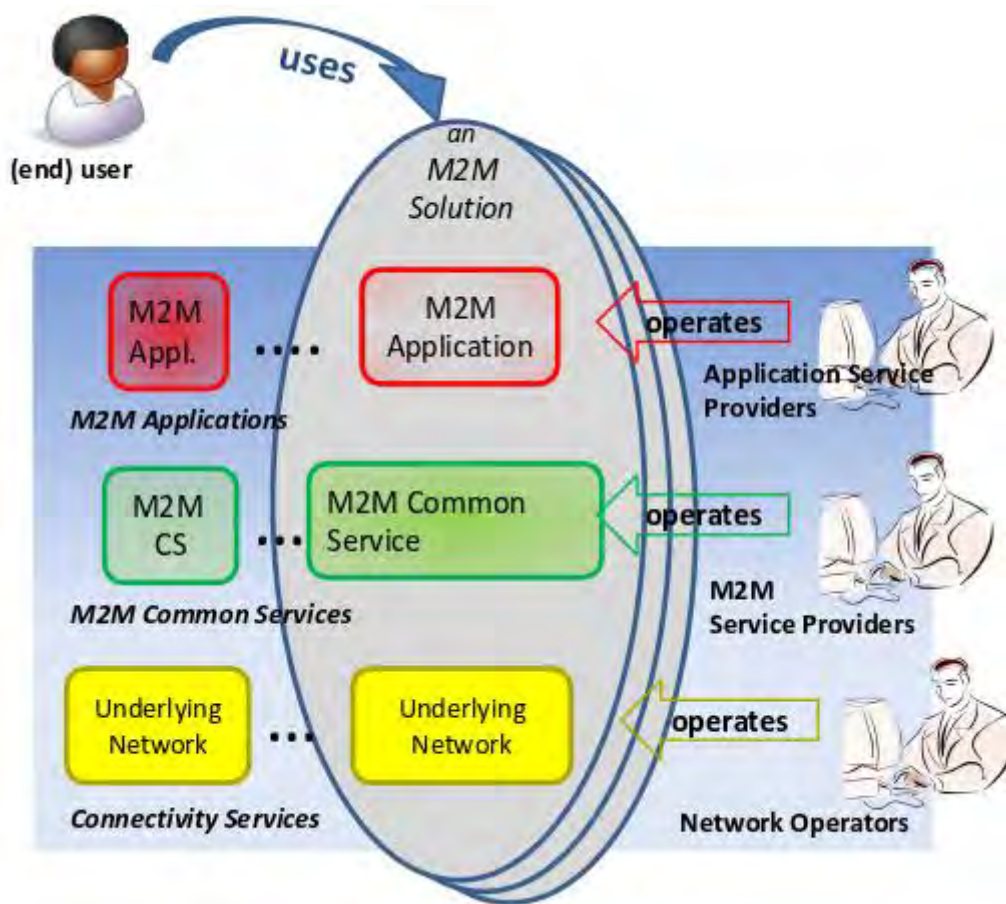 uses
(end) user
an
M2M
Solution
M2M
Appl.
....
M2M
Application
operates
Application Service
Providers
M2M Applications
M2M
CS
...
M2M Common
Service
operates
M2M
Service Providers
M2M Common Services
Underlying
Network
...
Underlying
Network
operates
Connectivity Services
Network Operators